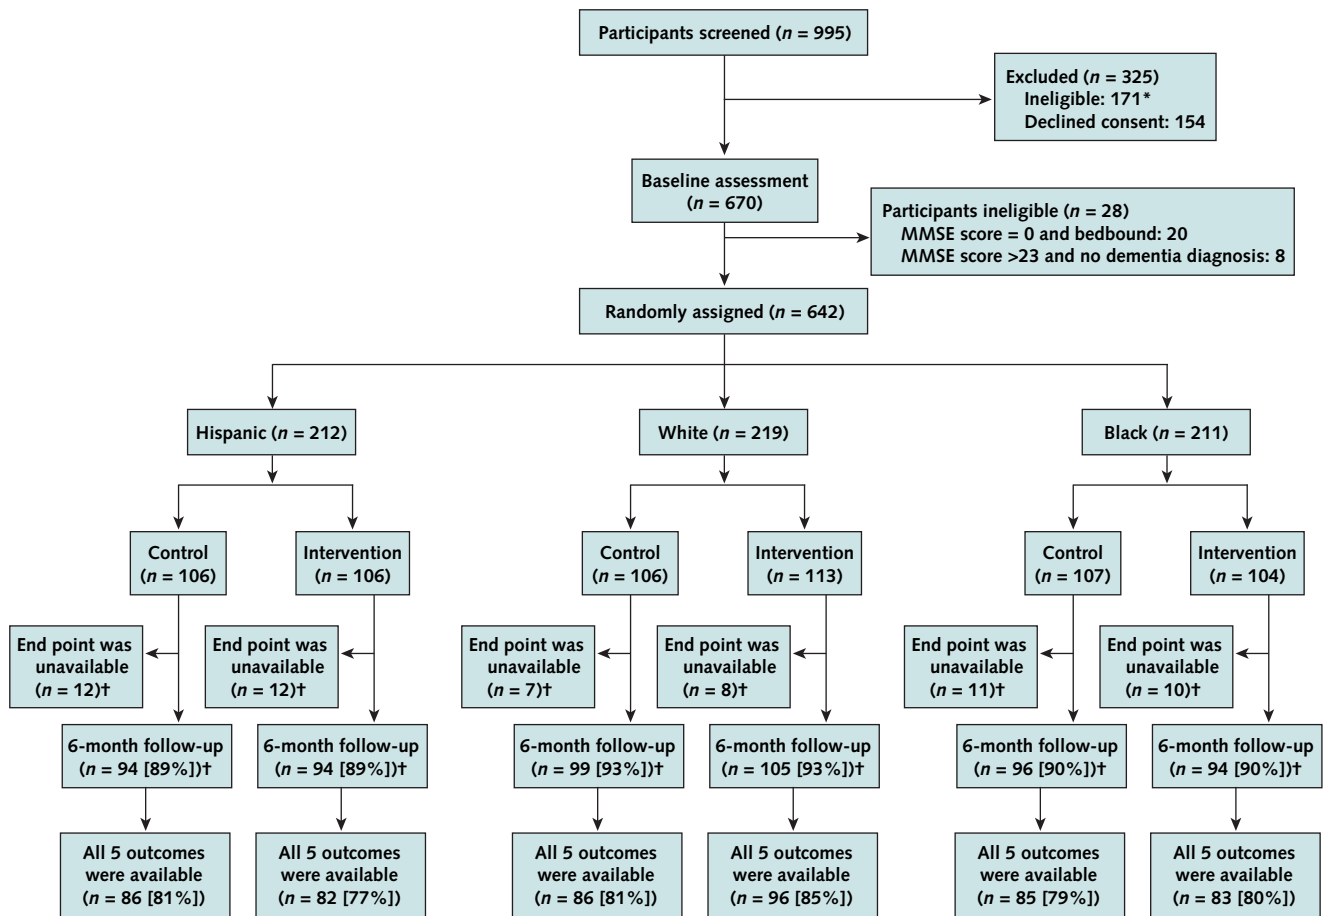 Participants screened (n = 995)
Excluded (n = 325)
Ineligible: 171*
Declined consent: 154
Baseline assessment
(n = 670)
Participants ineligible (n = 28)
MMSE score = 0 and bedbound: 20
MMSE score >23 and no dementia diagnosis: 8
Randomly assigned (n = 642)
Hispanic (n = 212)
White (n = 219)
Black (n = 211)
Control
(n = 106)
Intervention
(n = 106)
Control
(n = 106)
Intervention
(n = 113)
Control
(n = 107)
Intervention
(n = 104)
End point was
unavailable
(n = 12)†
End point was
unavailable
(n = 12)†
End point was
unavailable
(n = 7)†
End point was
unavailable
(n = 8)†
End point was
unavailable
(n = 11)†
End point was
unavailable
(n = 10)†
6-month follow-up
(n = 94 [89%])†
6-month follow-up
(n = 94 [89%])†
6-month follow-up
(n = 99 [93%])†
6-month follow-up
(n = 105 [93%])†
6-month follow-up
(n = 96 [90%])†
6-month follow-up
(n = 94 [90%])†
All 5 outcomes
were available
(n = 86 [81%])
All 5 outcomes
were available
(n = 82 [77%])
All 5 outcomes
were available
(n = 86 [81%])
All 5 outcomes
were available
(n = 96 [85%])
All 5 outcomes
were available
(n = 85 [79%])
All 5 outcomes
were available
(n = 83 [80%])